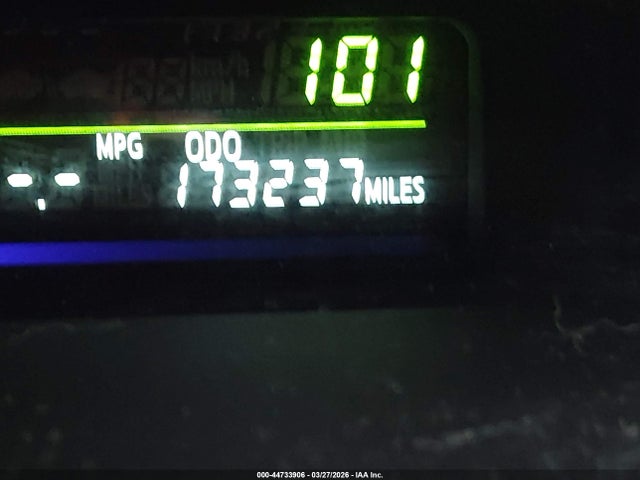 101
MPG ODO
-.- 173237 MILES
000-44733906 - 03/27/2026 - IAA Inc.